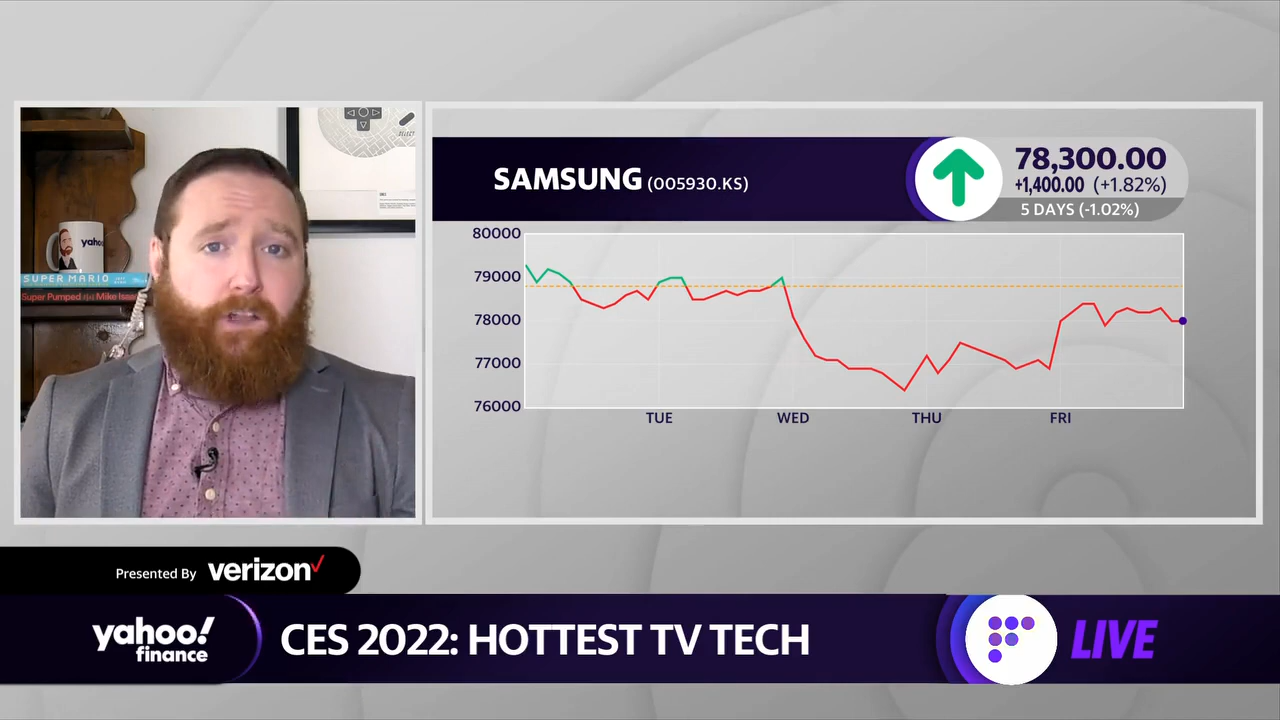 SELECT
yahoo
SUPER MARIO
Super Pumped
Mike Isaac
SAMSUNG (005930.KS)
78,300.00
+1,400.00 (+1.82%)
5 DAYS (-1.02%)
80000
79000
78000
77000
76000
TUE WED THU FRI
Presented By verizon
yahoo!
finance
CES 2022: HOTTEST TV TECH
LIVE